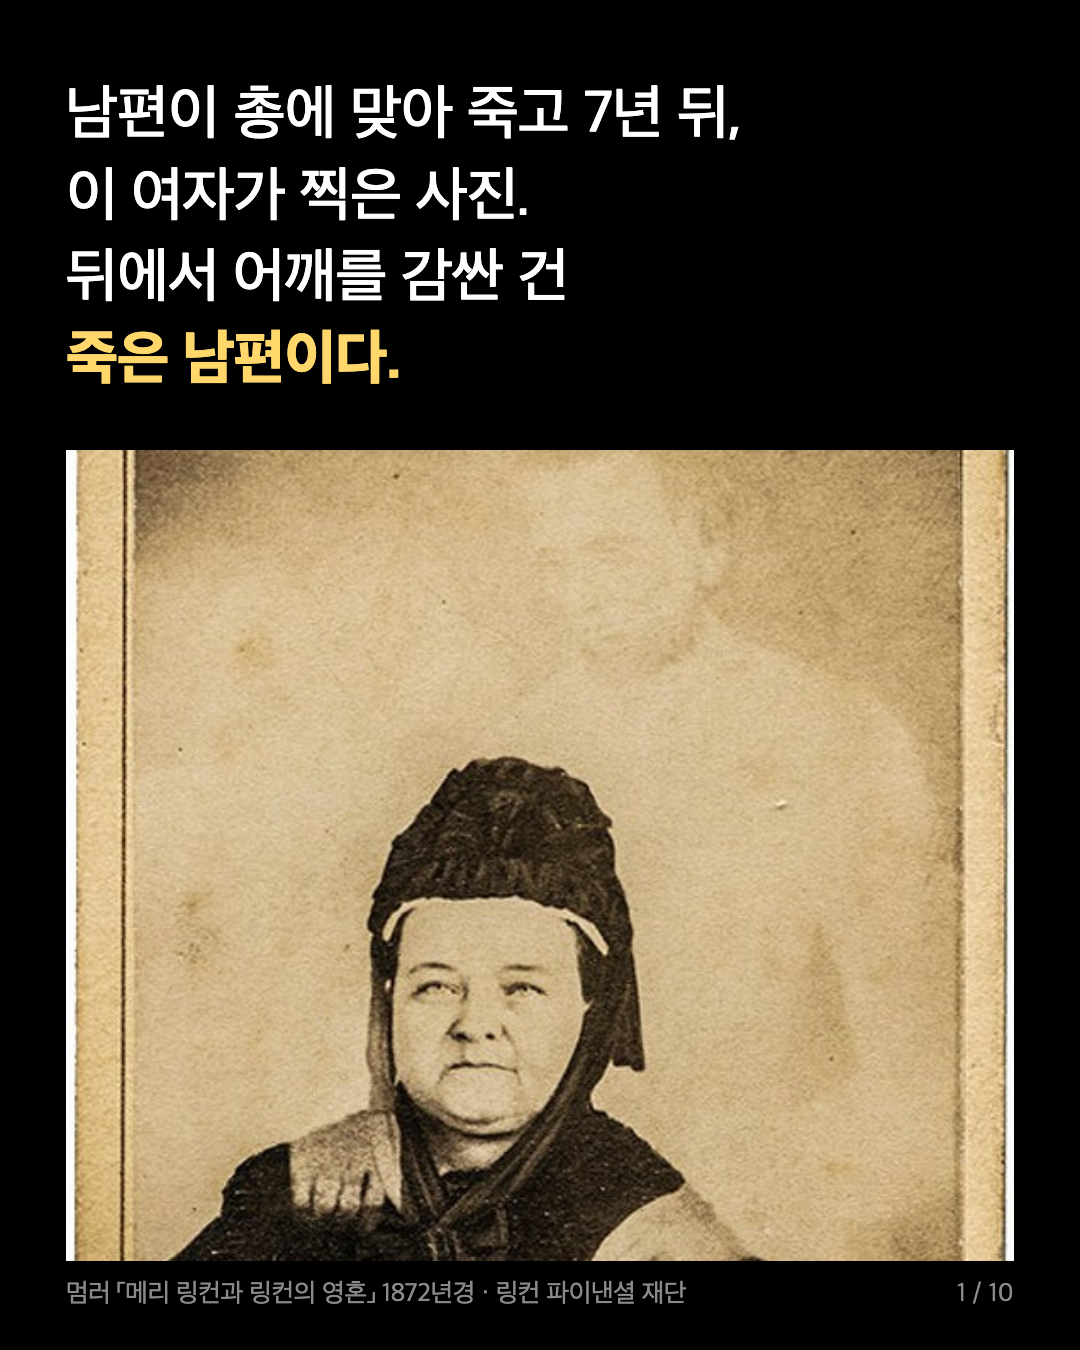 남편이 총에 맞아 죽고 7년 뒤,
이 여자가 찍은 사진.
뒤에서 어깨를 감싼 건
죽은 남편이다.
멈러 「메리 링컨과 링컨의 영혼」 1872년경 · 링컨 파이낸셜 재단
1 / 10